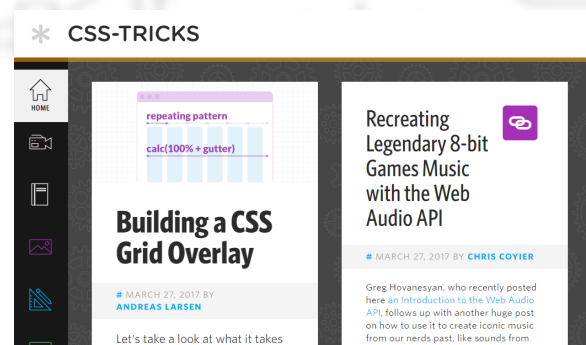 CSS-TRICKS
HOME
repeating pattern
calc(100% + gutter)
Building a CSS
Grid Overlay
# MARCH 27, 2017 BY
ANDREAS LARSEN
Let's take a look at what it takes
Recreating
Legendary 8-bit
Games Music
with the Web
Audio API
# MARCH 27, 2017 BY CHRIS COYIER
Greg Hovanesyan, who recently posted
here an Introduction to the Web Audio
API, follows up with another huge post
on how to use it to create iconic music
from our nerds past, like sounds from